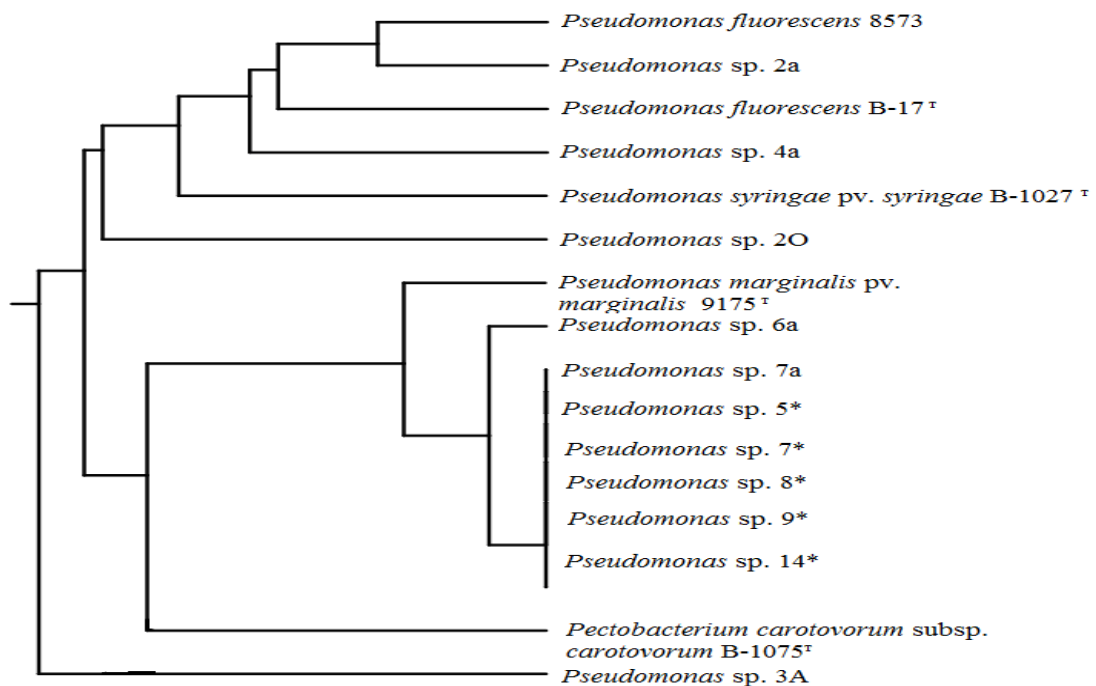 Pseudomonas fluorescens 8573
Pseudomonas sp. 2a
Pseudomonas fluorescens B-17 ᵀ
Pseudomonas sp. 4a
Pseudomonas syringae pv. syringae B-1027 ᵀ
Pseudomonas sp. 2O
Pseudomonas marginalis pv.
marginalis 9175 ᵀ
Pseudomonas sp. 6a
Pseudomonas sp. 7a
Pseudomonas sp. 5*
Pseudomonas sp. 7*
Pseudomonas sp. 8*
Pseudomonas sp. 9*
Pseudomonas sp. 14*
Pectobacterium carotovorum subsp.
carotovorum B-1075ᵀ
Pseudomonas sp. 3A